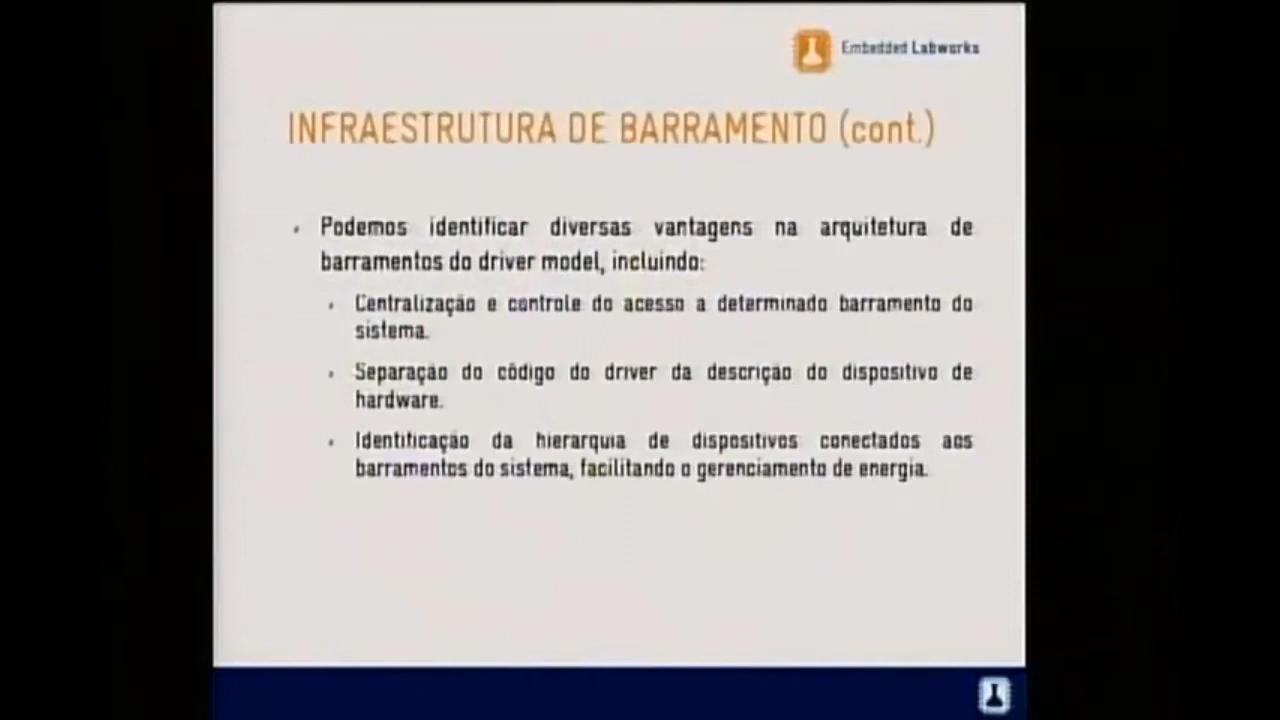 Embedded Labworks
INFRAESTRUTURA DE BARRAMENTO (cont.)
Podemos identificar diversas vantagens na arquitetura de
barramentos do driver model, incluindo:
Centralização e controle do acesso a determinado barramento do
sistema.
Separação do código do driver da descrição do dispositivo de
hardware.
Identificação da hierarquia de dispositivos conectados aos
barramentos do sistema, facilitando o gerenciamento de energia.